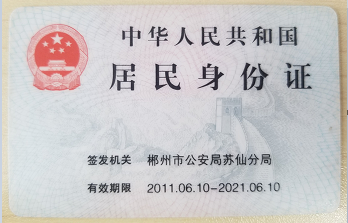 中华人民共和国
居民身份证
签发机关 郴州市公安局苏仙分局
有效期限 2011.06.10-2021.06.10